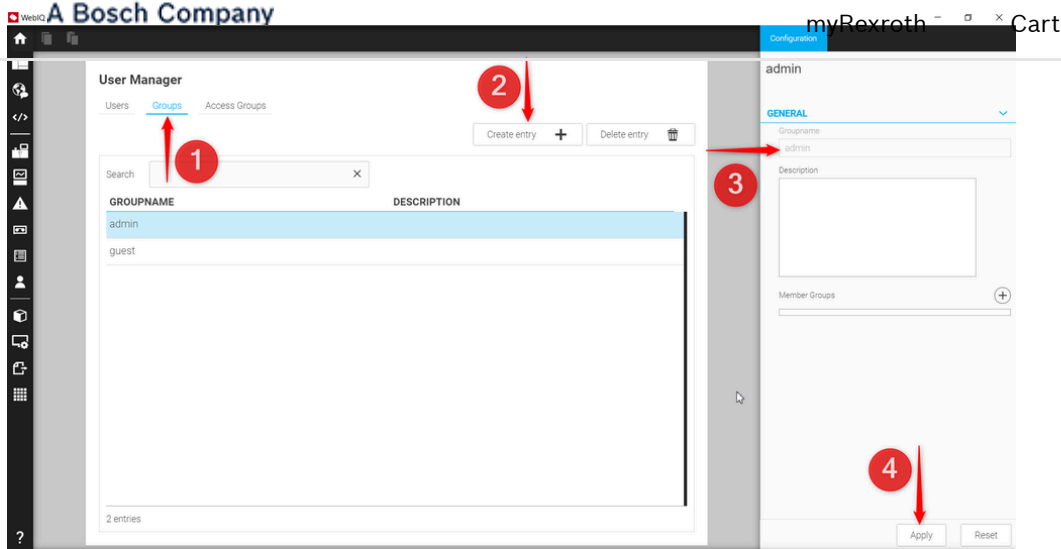 WebIQ
A Bosch Company
myRexroth
Cart
Configuration
admin
User Manager
Users Groups Access Groups
2
Create entry
Delete entry
1
Search
GROUPNAME DESCRIPTION
admin
guest
2 entries
GENERAL
Groupname
admin
3
Description
Member Groups
4
Apply Reset
?